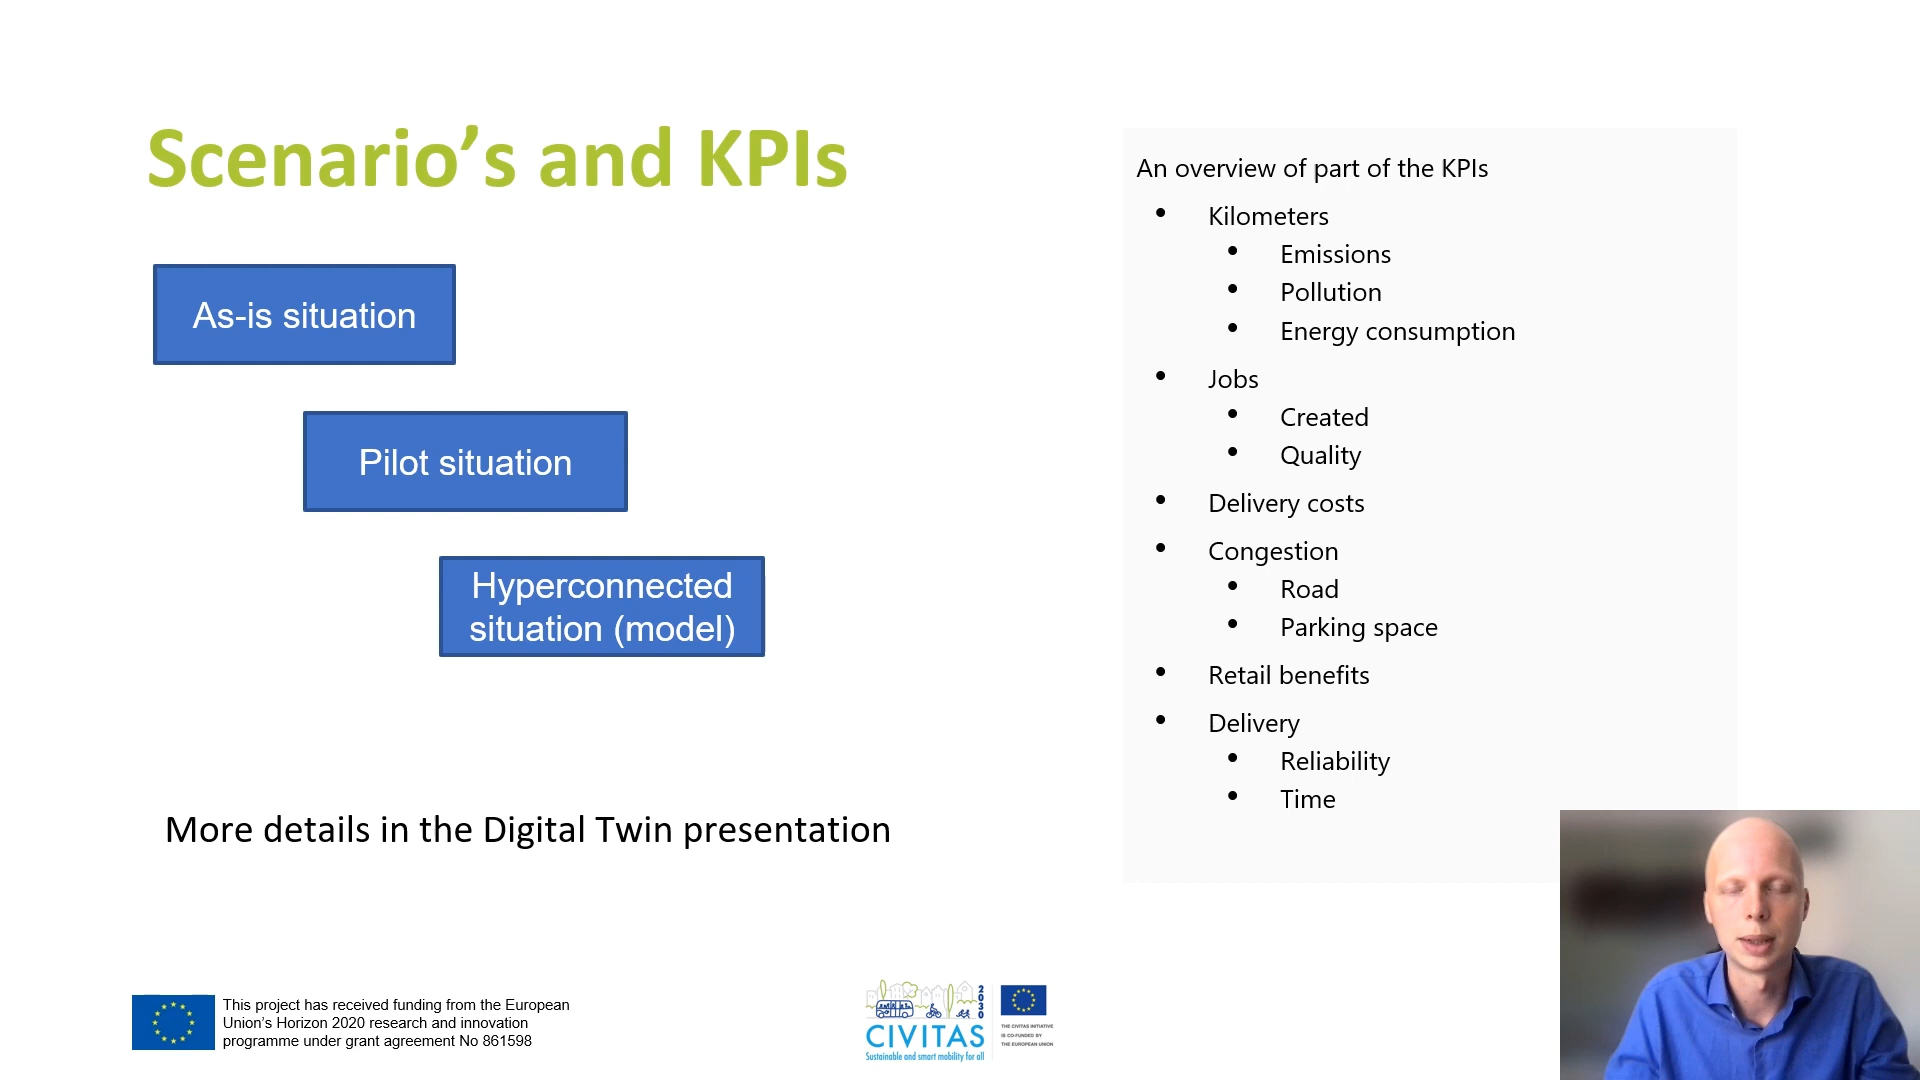 Scenario’s and KPIs
As-is situation
Pilot situation
Hyperconnected
situation (model)
More details in the Digital Twin presentation
An overview of part of the KPIs
• Kilometers
• Emissions
• Pollution
• Energy consumption
• Jobs
• Created
• Quality
• Delivery costs
• Congestion
• Road
• Parking space
• Retail benefits
• Delivery
• Reliability
• Time
This project has received funding from the European
Union’s Horizon 2020 research and innovation
programme under grant agreement No 861598
2030
CIVITAS
Sustainable and smart mobility for all
THE CIVITAS INITIATIVE
IS CO-FUNDED BY
THE EUROPEAN UNION